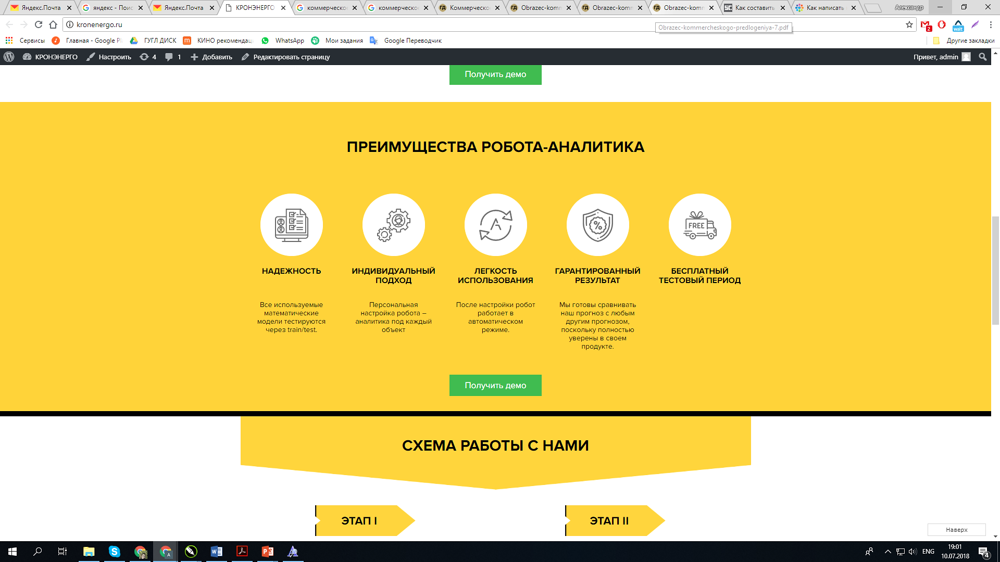 Яндекс.Почта
яндекс - Поис
Яндекс.Почта
КРОНЭНЕРГО
коммерческое
коммерческое
Коммерческо
Obrazec-komm
Obrazec-komm
Obrazec-komm
Как составить
Как написать
Александр
kronenergo.ru
Obrazec-kommercheskogo-predlogeniya-7.pdf
2
wait
Сервисы
Главная - Google Pl
ГУГЛ ДИСК
КИНО рекомендац
WhatsApp
Мои задания
Google Переводчик
Другие закладки
КРОНЭНЕРГО
Настроить
4
1
Добавить
Редактировать страницу
Привет, admin
Получить демо
ПРЕИМУЩЕСТВА РОБОТА-АНАЛИТИКА
A
%
FREE
НАДЕЖНОСТЬ
Все используемые
математические
модели тестируются
через train/test.
ИНДИВИДУАЛЬНЫЙ
ПОДХОД
Персональная
настройка робота –
аналитика под каждый
объект
ЛЕГКОСТЬ
ИСПОЛЬЗОВАНИЯ
После настройки робот
работает в
автоматическом
режиме.
ГАРАНТИРОВАННЫЙ
РЕЗУЛЬТАТ
Мы готовы сравнивать
наш прогноз с любым
другим прогнозом,
поскольку полностью
уверены в своем
продукте.
БЕСПЛАТНЫЙ
ТЕСТОВЫЙ ПЕРИОД
Получить демо
СХЕМА РАБОТЫ С НАМИ
ЭТАП I
ЭТАП II
Наверх
ENG
19:01
10.07.2018
4